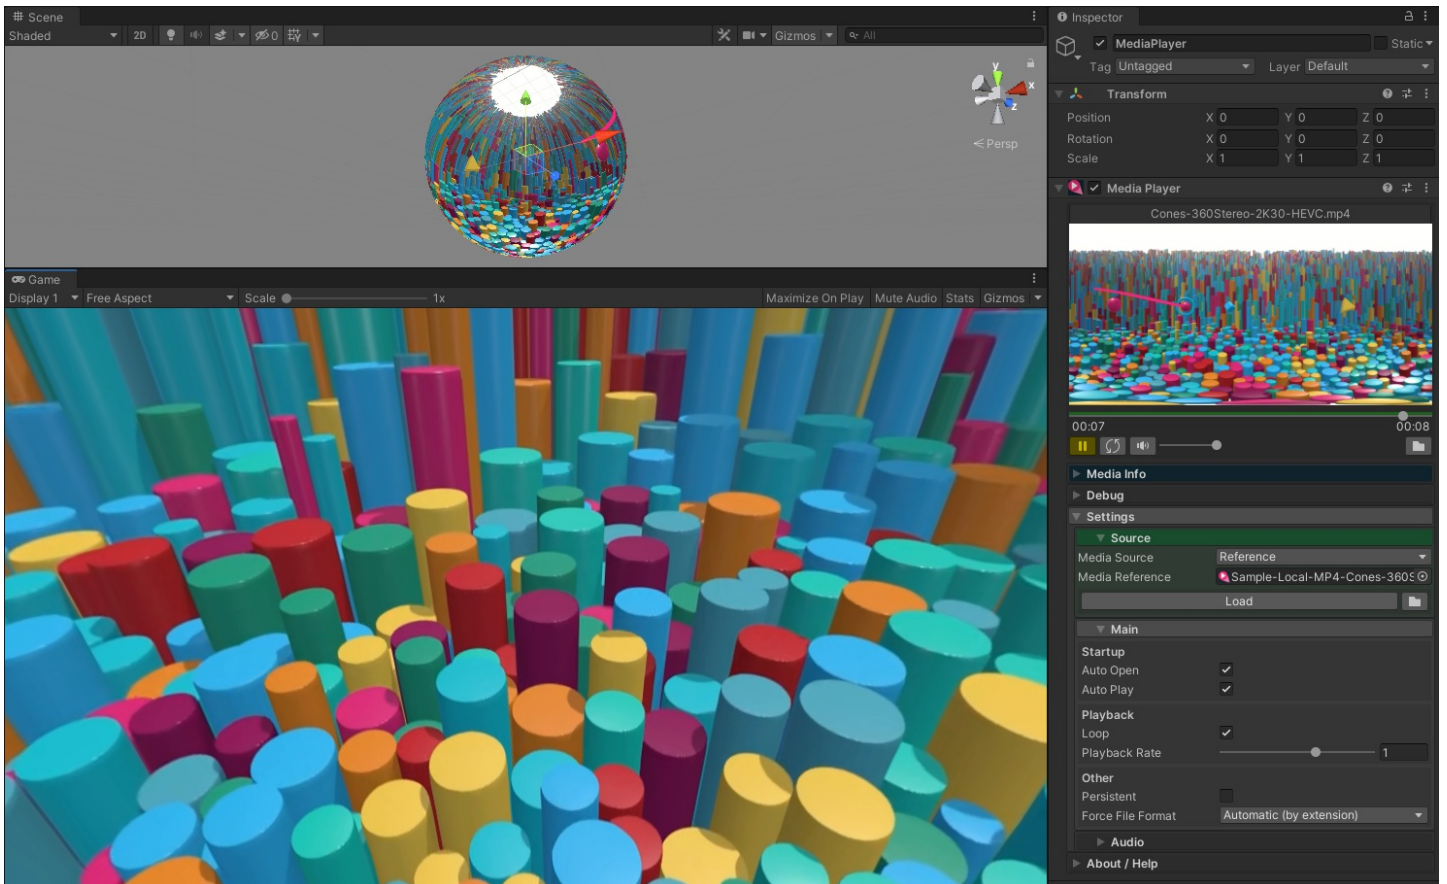 Scene
Shaded
2D
0
Gizmos
All
y
x
z
Persp
Game
Display 1
Free Aspect
Scale
1x
Maximize On Play
Mute Audio
Stats
Gizmos
Inspector
MediaPlayer
Static
Tag Untagged
Layer Default
Transform
Position X 0 Y 0 Z 0
Rotation X 0 Y 0 Z 0
Scale X 1 Y 1 Z 1
Media Player
Cones-360Stereo-2K30-HEVC.mp4
00:07 00:08
Media Info
Debug
Settings
Source
Media Source Reference
Media Reference Sample-Local-MP4-Cones-360S
Load
Main
Startup
Auto Open
Auto Play
Playback
Loop
Playback Rate 1
Other
Persistent
Force File Format Automatic (by extension)
Audio
About / Help